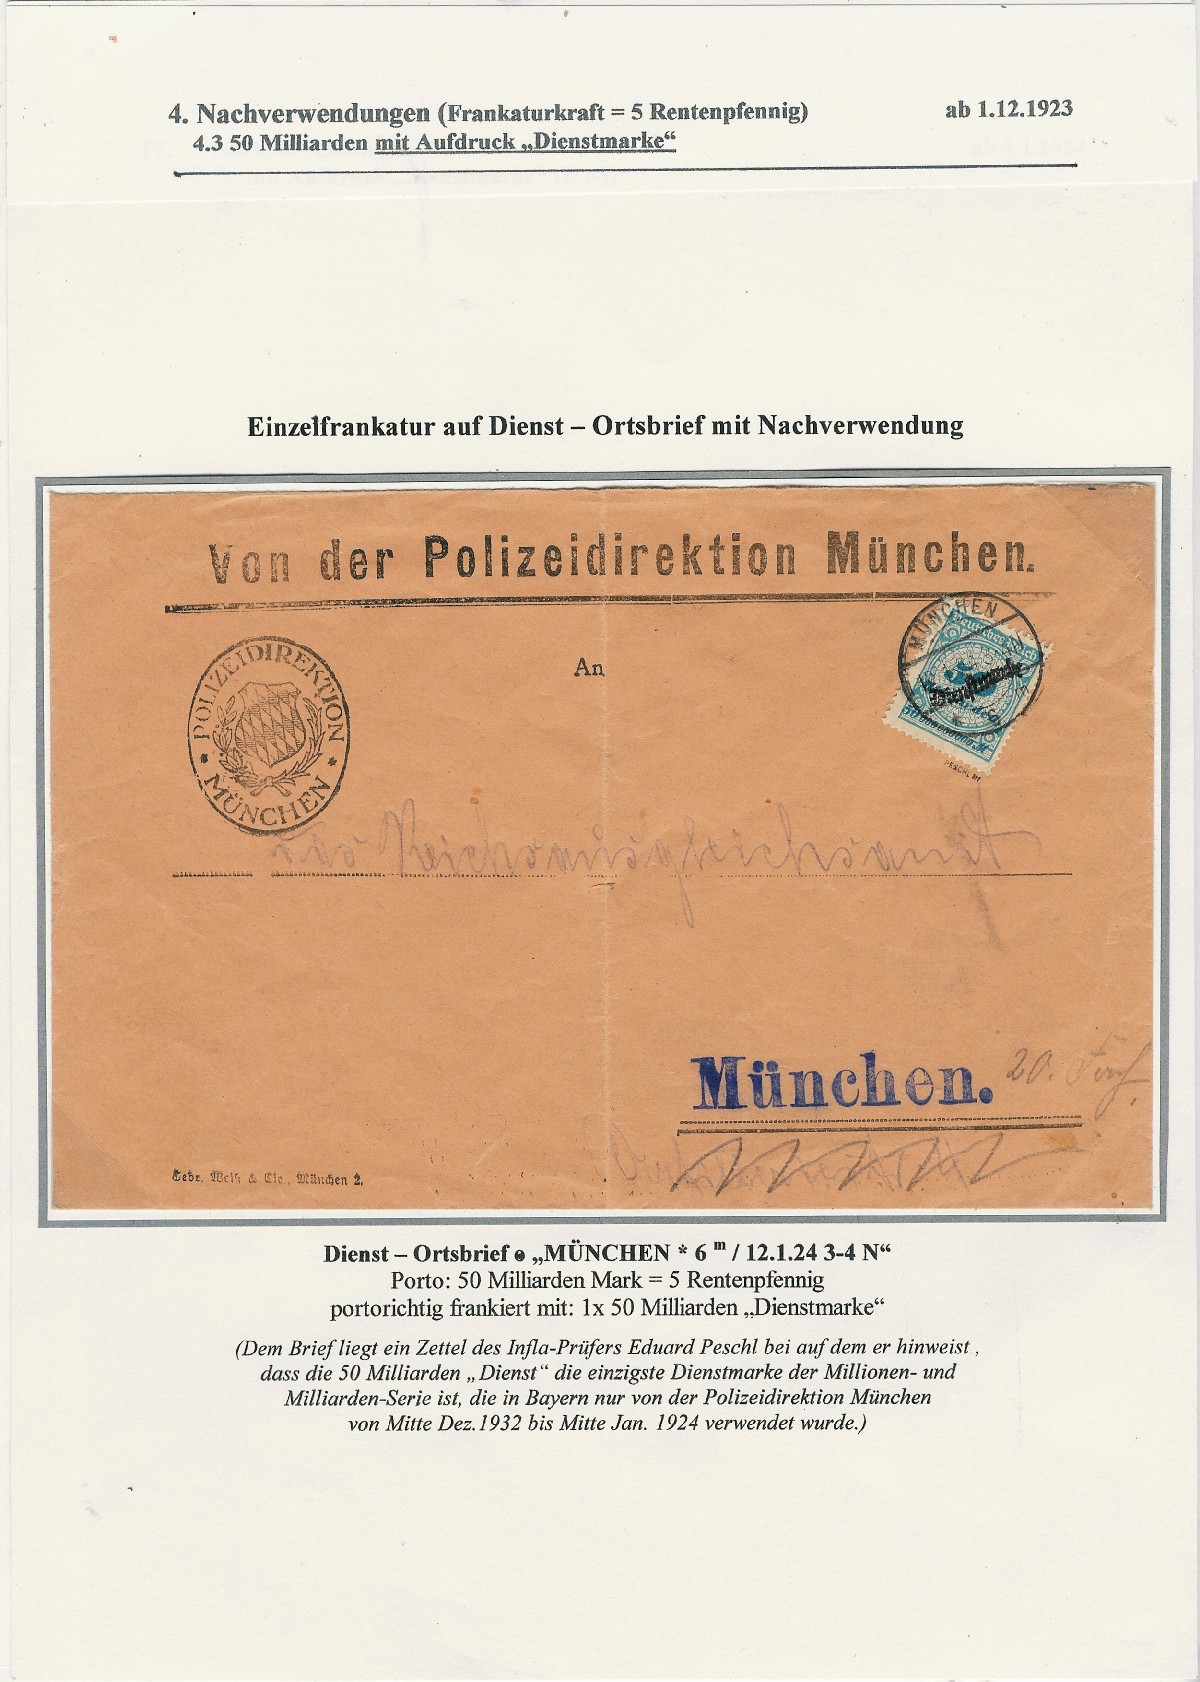 4. Nachverwendungen (Frankaturkraft = 5 Rentenpfennig)
ab 1.12.1923
4.3 50 Milliarden mit Aufdruck „Dienstmarke“
Einzelfrankatur auf Dienst – Ortsbrief mit Nachverwendung
Von der Polizeidirektion München.
POLIZEIDIREKTION
* MÜNCHEN *
An
MÜNCHEN
Deutsches Reich
Dienstmarke
PESCHL
das Reichsausgleichsamt
München.
20.
Gebr. Weiß & Cie., München 2.
Dienst – Ortsbrief „MÜNCHEN * 6 m / 12.1.24 3-4 N“
Porto: 50 Milliarden Mark = 5 Rentenpfennig
portorichtig frankiert mit: 1x 50 Milliarden „Dienstmarke“
(Dem Brief liegt ein Zettel des Infla-Prüfers Eduard Peschl bei auf dem er hinweist ,
dass die 50 Milliarden „Dienst“ die einzigste Dienstmarke der Millionen- und
Milliarden-Serie ist, die in Bayern nur von der Polizeidirektion München
von Mitte Dez.1932 bis Mitte Jan. 1924 verwendet wurde.)